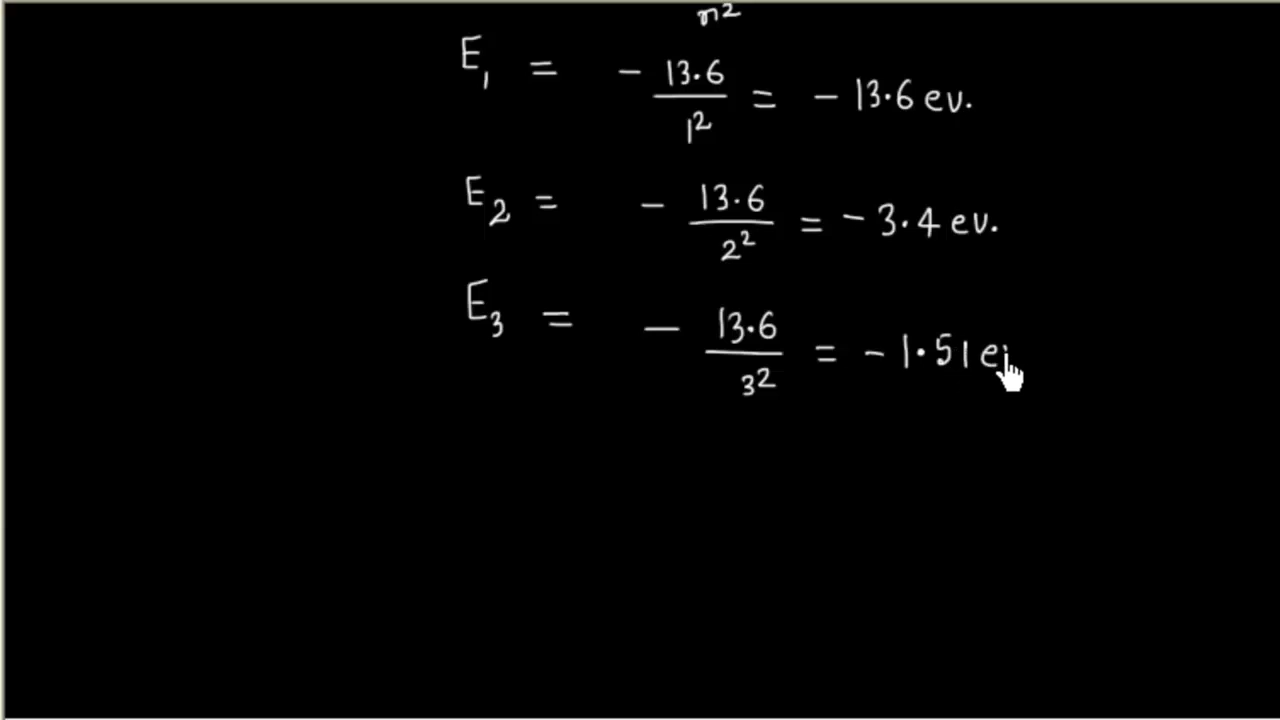 n²
E₁ = - 13.6/1² = - 13.6 ev.
E₂ = - 13.6/2² = - 3.4 ev.
E₃ = - 13.6/3² = - 1.51 e